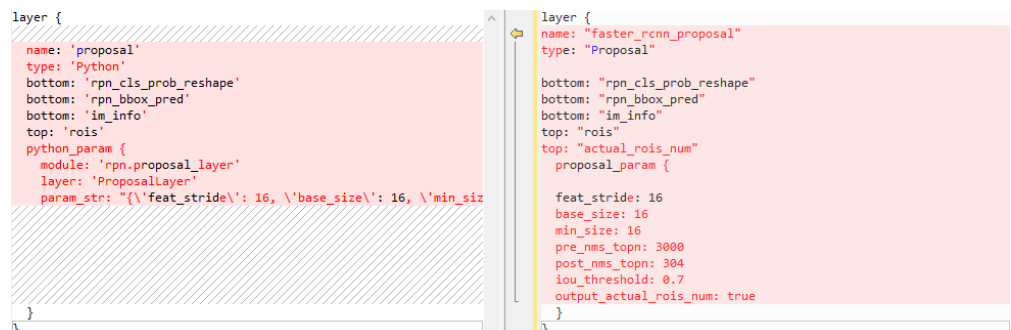 layer {
name: 'proposal'
type: 'Python'
bottom: 'rpn_cls_prob_reshape'
bottom: 'rpn_bbox_pred'
bottom: 'im_info'
top: 'rois'
python_param {
module: 'rpn.proposal_layer'
layer: 'ProposalLayer'
param_str: "{\'feat_stride\': 16, \'base_size\': 16, \'min_siz
}
}
layer {
name: "faster_rcnn_proposal"
type: "Proposal"
bottom: "rpn_cls_prob_reshape"
bottom: "rpn_bbox_pred"
bottom: "im_info"
top: "rois"
top: "actual_rois_num"
proposal_param {
feat_stride: 16
base_size: 16
min_size: 16
pre_nms_topn: 3000
post_nms_topn: 304
iou_threshold: 0.7
output_actual_rois_num: true
}
}